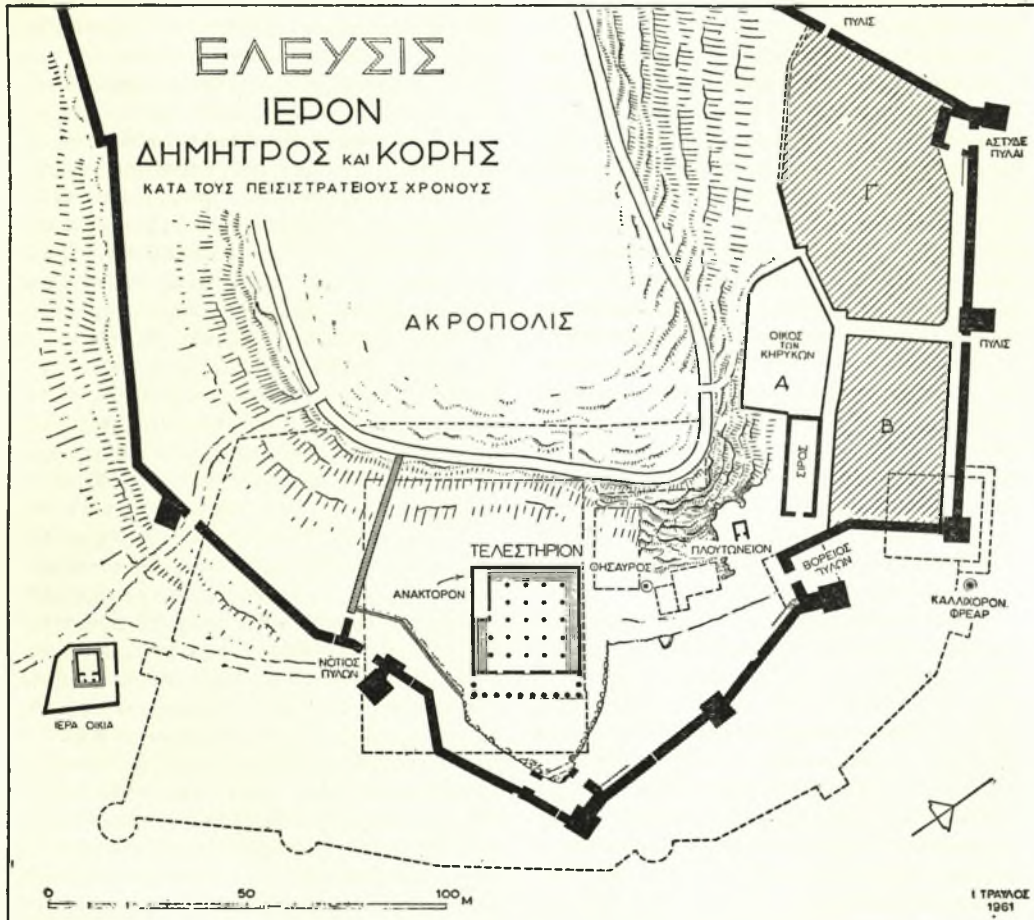 ΕΛΕΥΣΙΣ
ΙΕΡΟΝ
ΔΗΜΗΤΡΟΣ ΚΑΙ ΚΟΡΗΣ
ΚΑΤΑ ΤΟΥΣ ΠΕΙΣΙΣΤΡΑΤΕΙΟΥΣ ΧΡΟΝΟΥΣ
ΠΥΛΙΣ
ΑΣΤΥΔΕ
ΠΥΛΑΙ
Γ
ΑΚΡΟΠΟΛΙΣ
ΟΙΚΟΣ
ΤΩΝ
ΚΗΡΥΚΩΝ
ΠΥΛΙΣ
Α
Β
ΣΙΡΟΣ
ΤΕΛΕΣΤΗΡΙΟΝ
ΠΛΟΥΤΩΝΕΙΟΝ
ΘΗΣΑΥΡΟΣ
ΒΟΡΕΙΟΣ
ΠΥΛΩΝ
ΑΝΑΚΤΟΡΟΝ
ΚΑΛΛΙΧΟΡΟΝ
ΦΡΕΑΡ
ΝΟΤΙΟΣ
ΠΥΛΩΝ
ΙΕΡΑ ΟΙΚΙΑ
0 100 Μ
Ι ΤΡΑΥΛΟΣ
1961